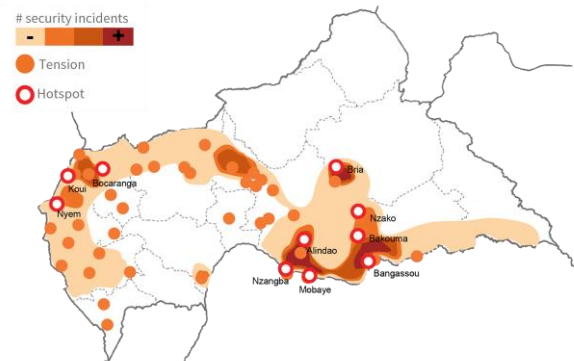 # security incidents
- +
Tension
Hotspot
Bria
Koui
Bocaranga
Nyem
Nzako
Bakouma
Alindao
Bangassou
Nzangba
Mobaye